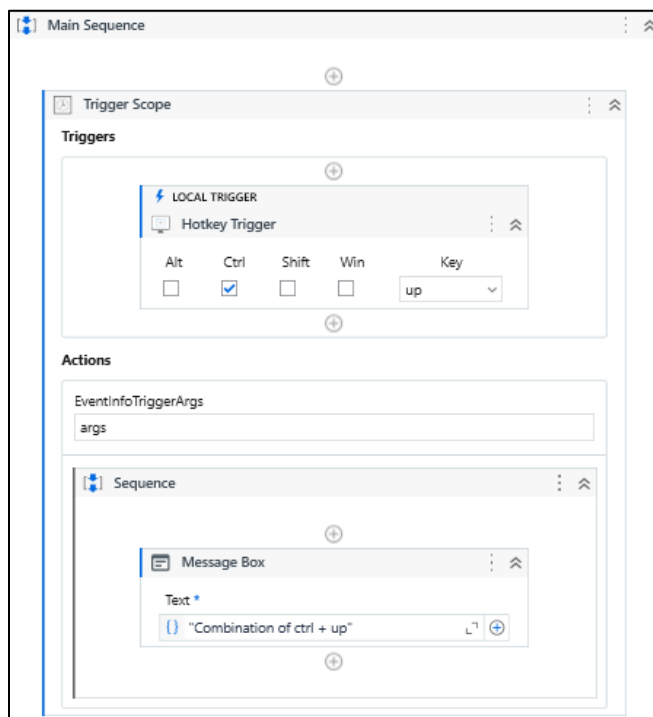 Main Sequence
Trigger Scope
Triggers
LOCAL TRIGGER
Hotkey Trigger
Alt Ctrl Shift Win Key
up
Actions
EventInfoTriggerArgs
args
Sequence
Message Box
Text *
"Combination of ctrl + up"